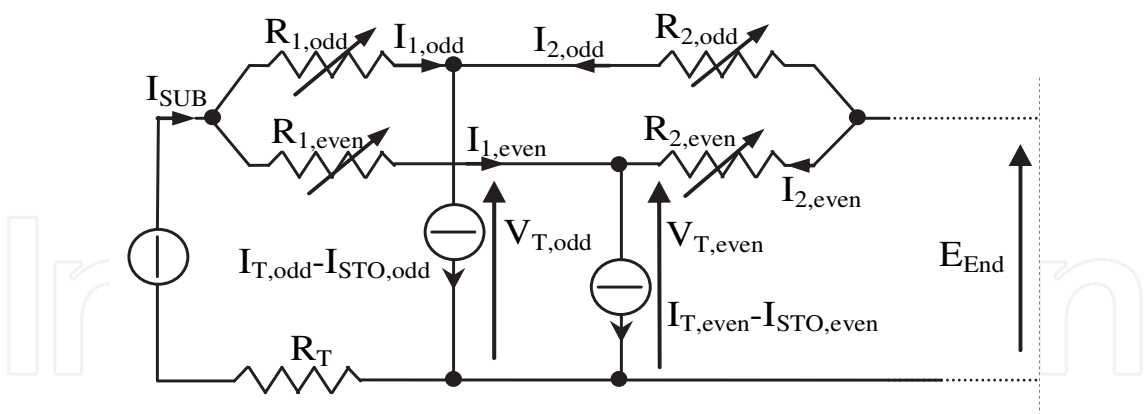 R1,odd
I1,odd
I2,odd
R2,odd
ISUB
R1,even
I1,even
R2,even
I2,even
VT,odd
VT,even
EEnd
IT,odd-ISTO,odd
IT,even-ISTO,even
RT